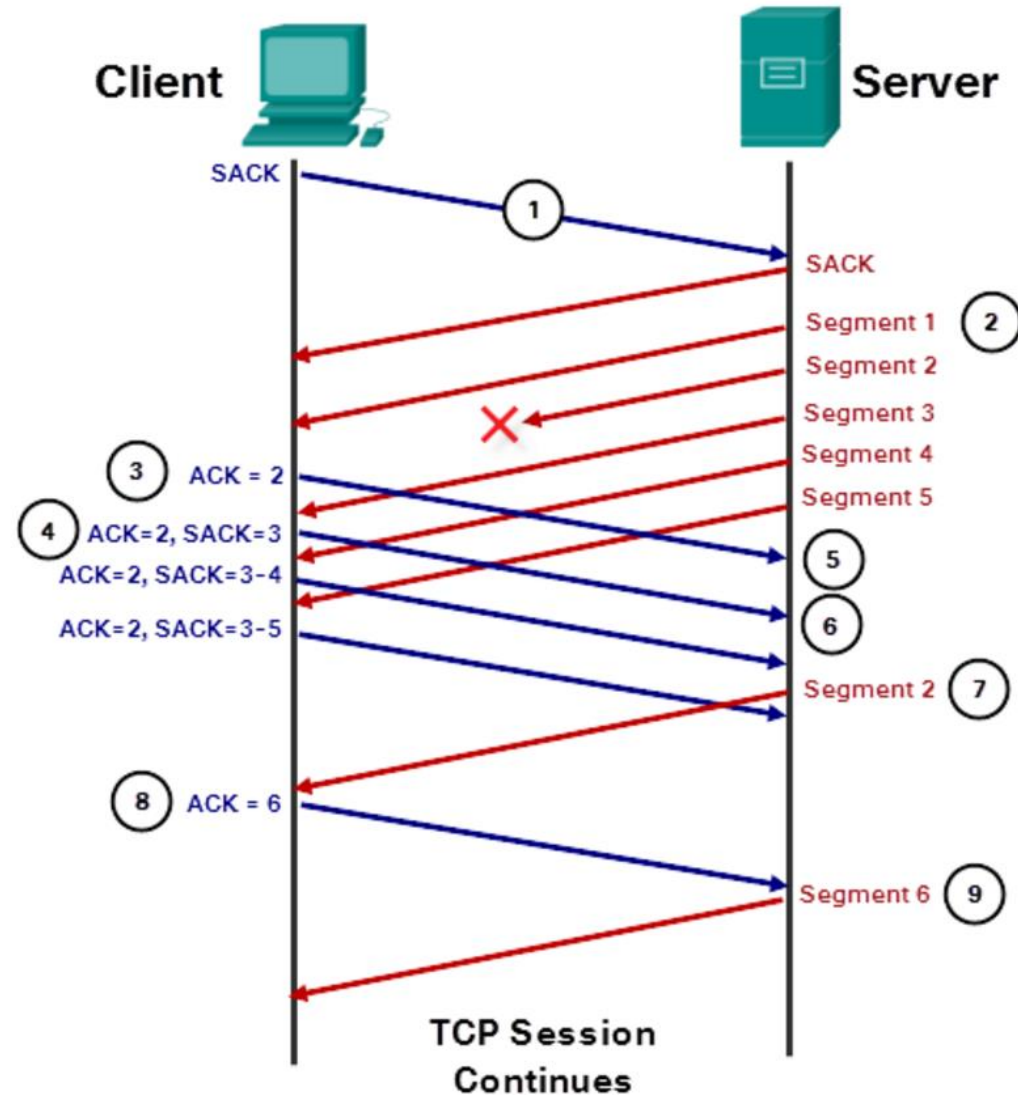 Client
Server
SACK
1
SACK
Segment 1
2
Segment 2
Segment 3
3
ACK = 2
Segment 4
Segment 5
4
ACK=2, SACK=3
5
ACK=2, SACK=3-4
6
ACK=2, SACK=3-5
Segment 2
7
8
ACK = 6
Segment 6
9
TCP Session
Continues